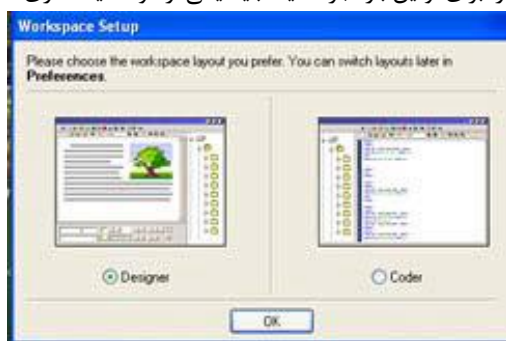 Workspace Setup
Please choose the workspace layout you prefer. You can switch layouts later in
Preferences.
Designer
Coder
OK